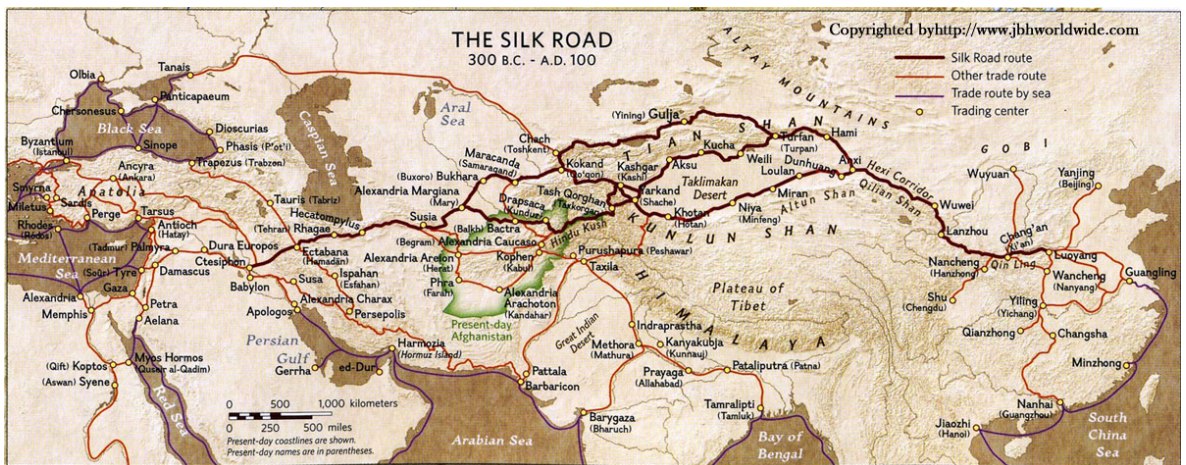 Copyrighted byhttp://www.jbhworldwide.com
THE SILK ROAD
300 B.C. - A.D. 100
Silk Road route
Other trade route
Trade route by sea
Trading center
ALTAY MOUNTAINS
Olbia
Tanais
Panticapaeum
Chersonesus
Black Sea
Dioscurias
Phasis (P'ot'i)
Byzantium
(Istanbul)
Sinope
Trapezus (Trabzon)
Caspian Sea
Aral
Sea
Ancyra
(Ankara)
Anatolia
Smyrna
Sardis
Miletus
Perge
Tarsus
Rhodes
(Ródos)
Antioch
(Hatay)
Mediterranean
Sea
(Tadmur) Palmyra
Dura Europos
(Soûr) Tyre
Damascus
Ctesiphon
Babylon
Alexandria
Gaza
Memphis
Petra
Aelana
(Qift) Koptos
Myos Hormos
(Quseir al-Qadim)
(Aswan) Syene
Red Sea
Tauris (Tabriz)
Hecatompylus
(Tehran) Rhagae
Ectabana
(Hamadan)
Susa
Ispahan
(Esfahan)
Alexandria Charax
Apologos
Persepolis
Persian
Gulf
Gerrha
ed-Dur
Harmozia
(Hormuz Island)
Susia
Alexandria Margiana
(Mary)
(Buxoro) Bukhara
Maracanda
(Samarqand)
Chach
(Toshkent)
Kokand
(Qo'qon)
Drapsaca
(Kunduz)
(Balkh) Bactra
(Begram) Alexandria Caucaso
Hindu Kush
Alexandria Areion
(Herat)
Kophen
(Kabul)
Phra
(Farah)
Alexandria
Arachoton
(Kandahar)
Present-day
Afghanistan
Purushapura (Peshawar)
Taxila
Tash Qorghan
(Taxkorgan)
Kashgar
(Kashi)
Yarkand
(Shache)
(Yining) Gulja
TIAN SHAN
Aksu
Kucha
Weili
Turfan
(Turpan)
Hami
Taklimakan
Desert
Loulan
Dunhuang
Anxi
Miran
Khotan
(Hotan)
Niya
(Minfeng)
Altun Shan
KUNLUN SHAN
Hexi Corridor
Qilian Shan
GOBI
Wuyuan
Yanjing
(Beijing)
Wuwei
Lanzhou
Chang'an
(Xi'an)
Qin Ling
Luoyang
Nancheng
(Hanzhong)
Wancheng
(Nanyang)
Guangling
Shu
(Chengdu)
Yiling
(Yichang)
Qianzhong
Changsha
Minzhong
Nanhai
(Guangzhou)
Jiaozhi
(Hanoi)
South
China
Sea
Plateau of
Tibet
HIMALAYA
Great Indian
Desert
Indraprastha
Methora
(Mathura)
Kanyakubja
(Kunnauj)
Prayaga
(Allahabad)
Pataliputra (Patna)
Tamralipti
(Tamluk)
Pattala
Barbaricon
Barygaza
(Bharuch)
Arabian Sea
Bay of
Bengal
0 500 1,000 kilometers
0 250 500 miles
Present-day coastlines are shown.
Present-day names are in parentheses.